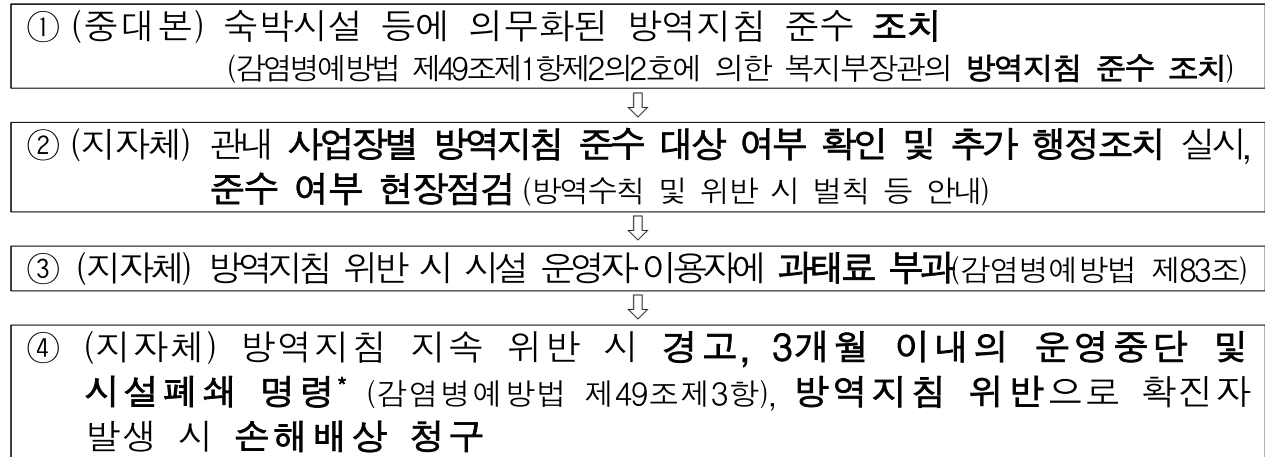 ① (중대본) 숙박시설 등에 의무화된 방역지침 준수 조치
(감염병예방법 제49조제1항제2의2호에 의한 복지부장관의 방역지침 준수 조치)
⇩
② (지자체) 관내 사업장별 방역지침 준수 대상 여부 확인 및 추가 행정조치 실시,
준수 여부 현장점검 (방역수칙 및 위반 시 벌칙 등 안내)
⇩
③ (지자체) 방역지침 위반 시 시설 운영자·이용자에 과태료 부과(감염병예방법 제83조)
⇩
④ (지자체) 방역지침 지속 위반 시 경고, 3개월 이내의 운영중단 및
시설폐쇄 명령* (감염병예방법 제49조제3항), 방역지침 위반으로 확진자
발생 시 손해배상 청구